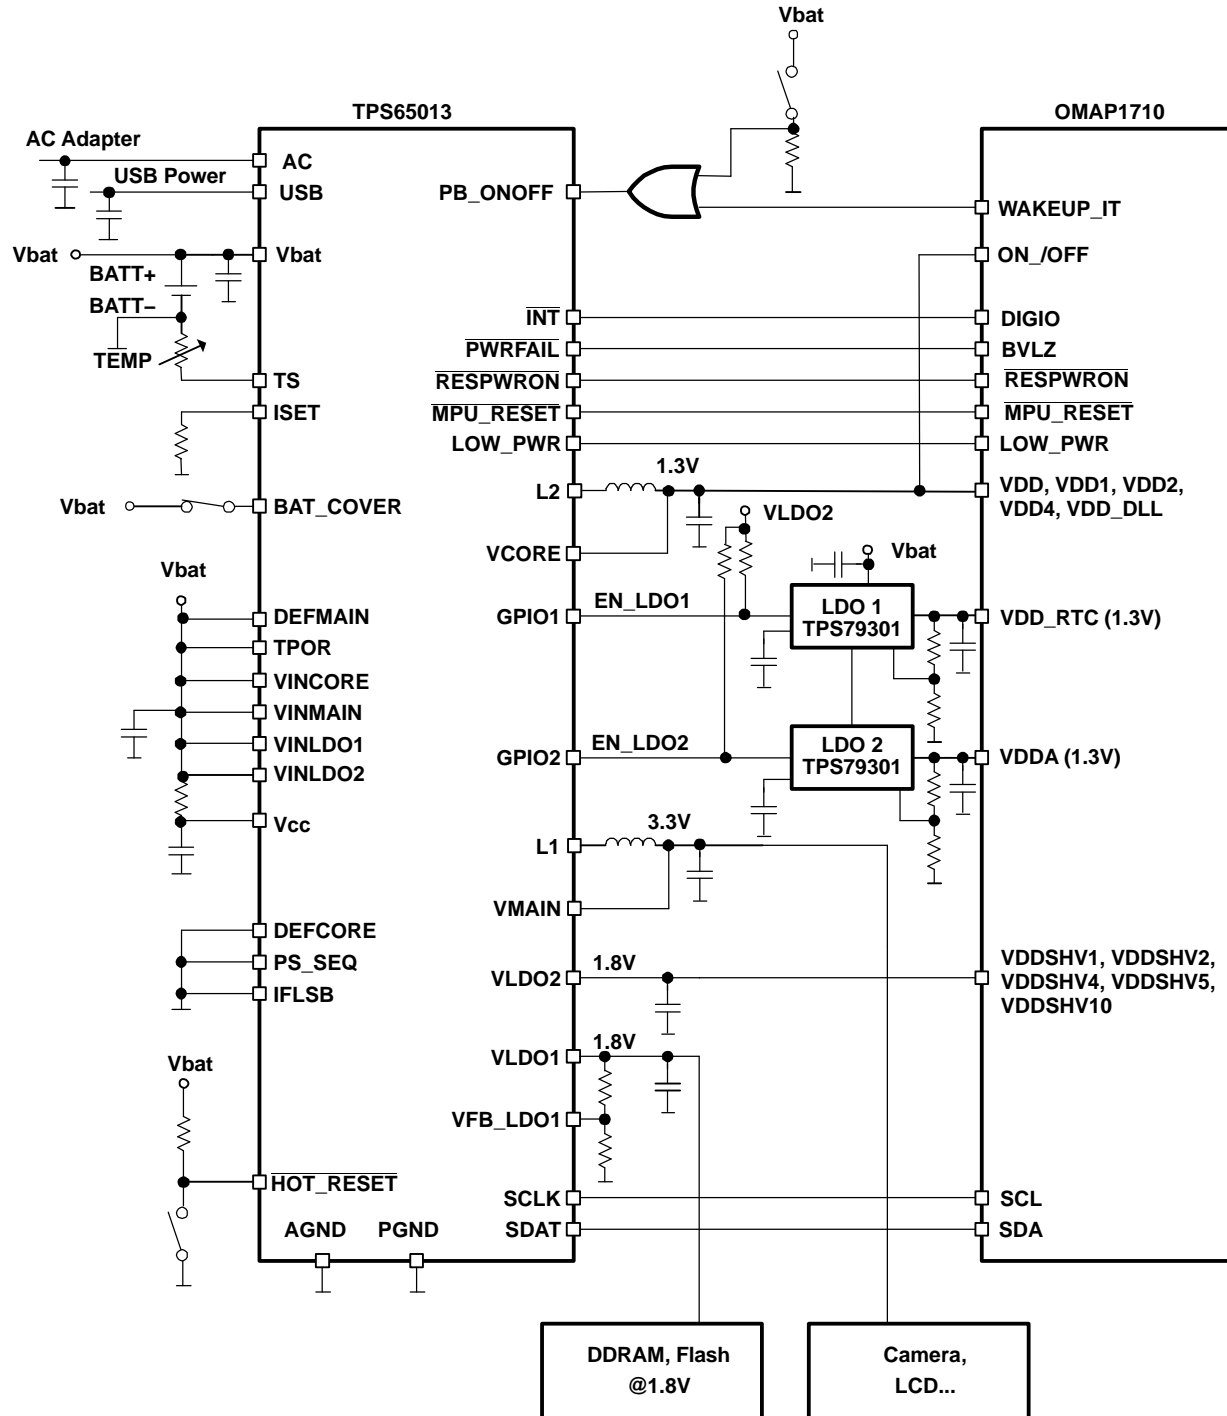 Vbat
TPS65013
OMAP1710
AC Adapter
AC
USB Power
USB
PB_ONOFF
WAKEUP_IT
Vbat
Vbat
ON_/OFF
BATT+
BATT−
INT
DIGIO
TEMP
PWRFAIL
BVLZ
TS
RESPWRON
RESPWRON
ISET
MPU_RESET
MPU_RESET
LOW_PWR
LOW_PWR
1.3V
L2
VDD, VDD1, VDD2,
VDD4, VDD_DLL
Vbat
BAT_COVER
VLDO2
VCORE
Vbat
Vbat
EN_LDO1
LDO 1
TPS79301
DEFMAIN
GPIO1
VDD_RTC (1.3V)
TPOR
VINCORE
VINMAIN
VINLDO1
EN_LDO2
LDO 2
TPS79301
GPIO2
VDDA (1.3V)
VINLDO2
Vcc
3.3V
L1
VMAIN
DEFCORE
PS_SEQ
IFLSB
VLDO2
1.8V
VDDSHV1, VDDSHV2,
VDDSHV4, VDDSHV5,
VDDSHV10
1.8V
VLDO1
Vbat
VFB_LDO1
HOT_RESET
SCLK
SCL
AGND
PGND
SDAT
SDA
DDRAM, Flash
@1.8V
Camera,
LCD...